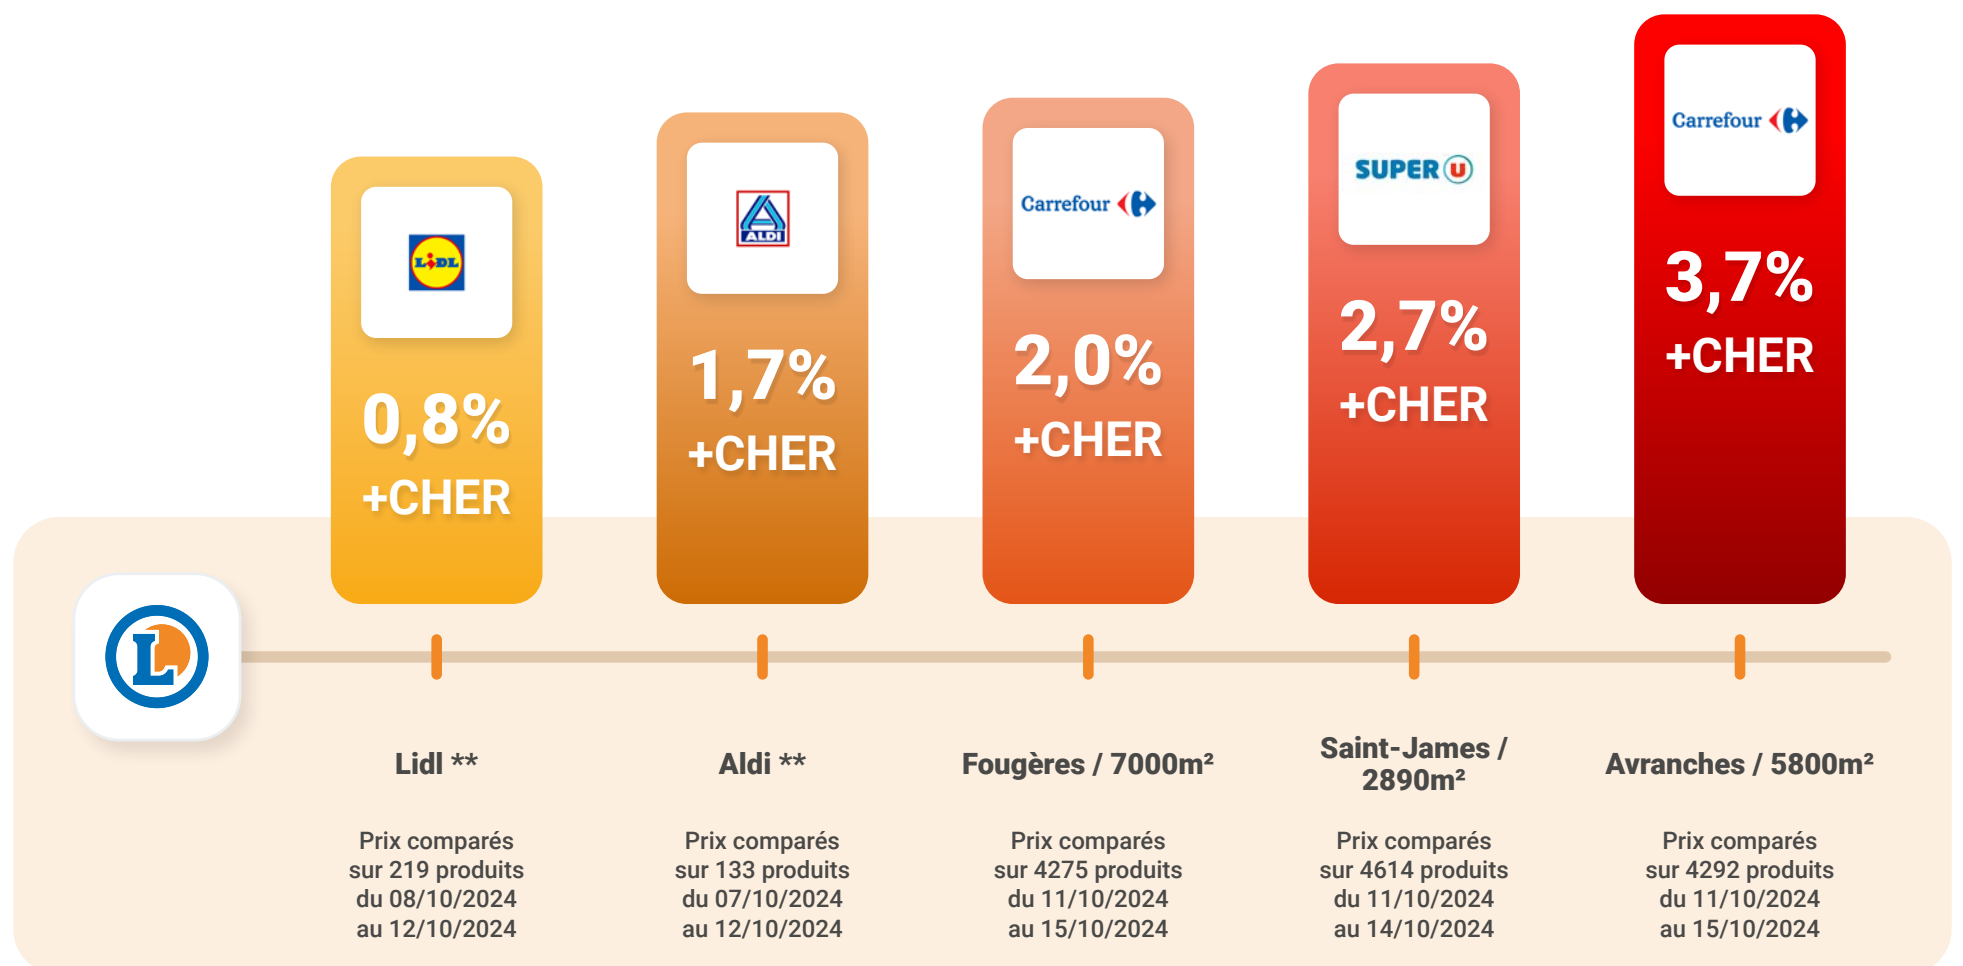 LIDL
0,8%
+CHER
ALDI
1,7%
+CHER
Carrefour
2,0%
+CHER
SUPER U
2,7%
+CHER
Carrefour
3,7%
+CHER
L
Lidl **
Prix comparés
sur 219 produits
du 08/10/2024
au 12/10/2024
Aldi **
Prix comparés
sur 133 produits
du 07/10/2024
au 12/10/2024
Fougères / 7000m²
Prix comparés
sur 4275 produits
du 11/10/2024
au 15/10/2024
Saint-James /
2890m²
Prix comparés
sur 4614 produits
du 11/10/2024
au 14/10/2024
Avranches / 5800m²
Prix comparés
sur 4292 produits
du 11/10/2024
au 15/10/2024